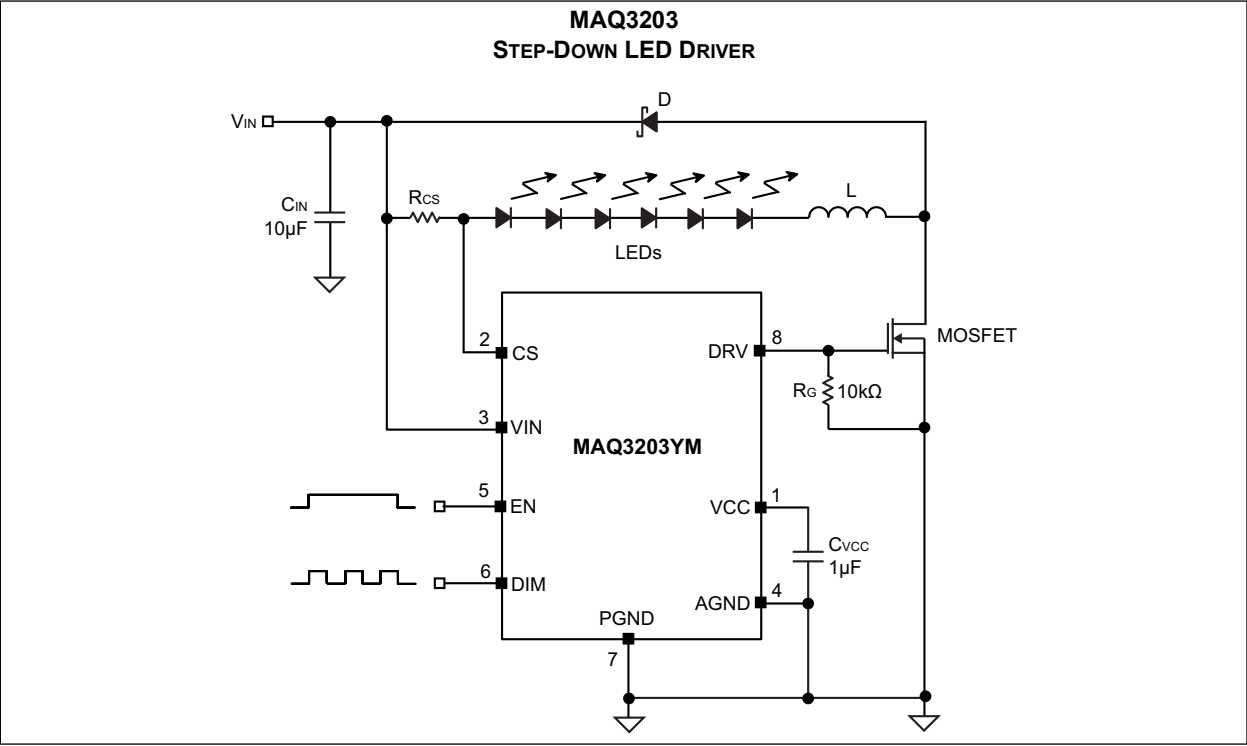 MAQ3203
STEP-DOWN LED DRIVER
D
VIN
RCS
L
CIN
10µF
LEDs
2
CS
DRV
8
MOSFET
RG
10kΩ
3
VIN
MAQ3203YM
5
EN
VCC
1
CVCC
1µF
6
DIM
AGND
4
PGND
7